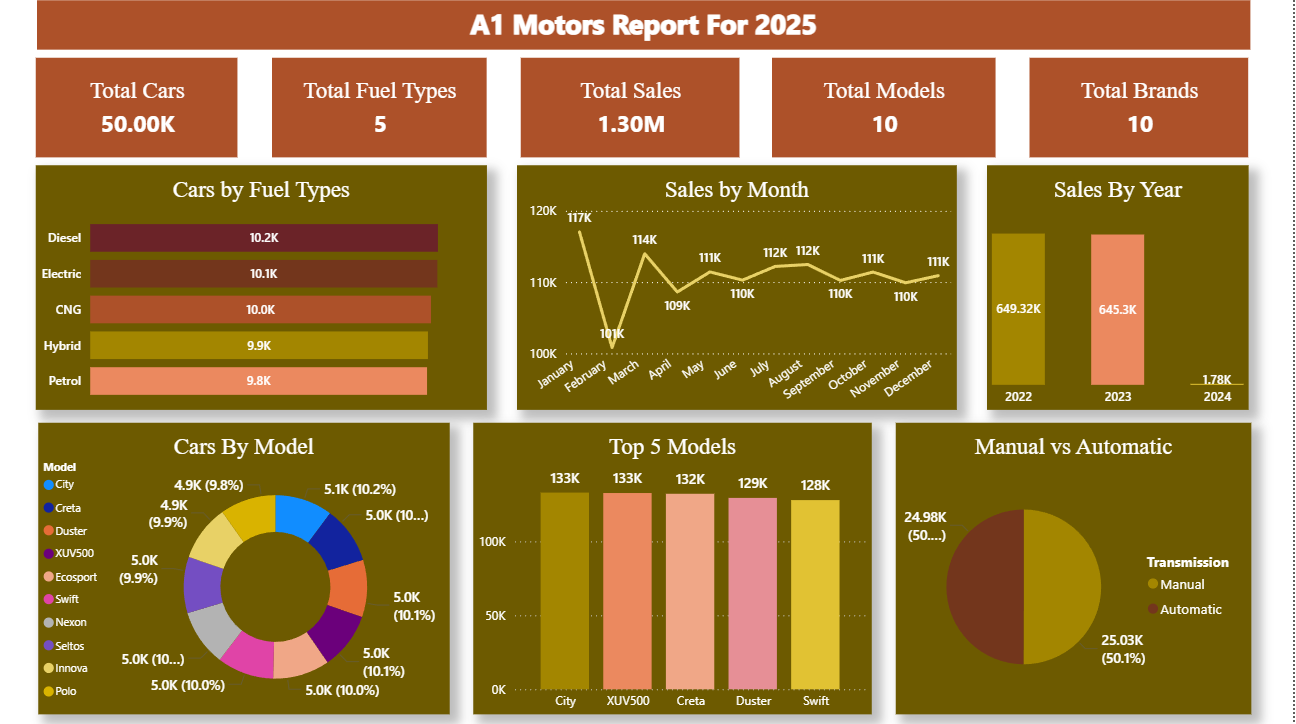 A1 Motors Report For 2025
Total Cars
50.00K
Total Fuel Types
5
Total Sales
1.30M
Total Models
10
Total Brands
10
Cars by Fuel Types
Diesel
10.2K
Electric
10.1K
CNG
10.0K
Hybrid
9.9K
Petrol
9.8K
Sales by Month
120K
110K
100K
117K
101K
114K
109K
111K
110K
112K
112K
110K
111K
110K
111K
January
February
March
April
May
June
July
August
September
October
November
December
Sales By Year
649.32K
645.3K
1.78K
2022
2023
2024
Cars By Model
Model
City
Creta
Duster
XUV500
Ecosport
Swift
Nexon
Seltos
Innova
Polo
5.1K (10.2%)
5.0K (10...)
5.0K
(10.1%)
5.0K
(10.1%)
5.0K (10.0%)
5.0K (10.0%)
5.0K (10...)
5.0K
(9.9%)
4.9K
(9.9%)
4.9K (9.8%)
Top 5 Models
100K
50K
0K
133K
133K
132K
129K
128K
City
XUV500
Creta
Duster
Swift
Manual vs Automatic
24.98K
(50....)
25.03K
(50.1%)
Transmission
Manual
Automatic